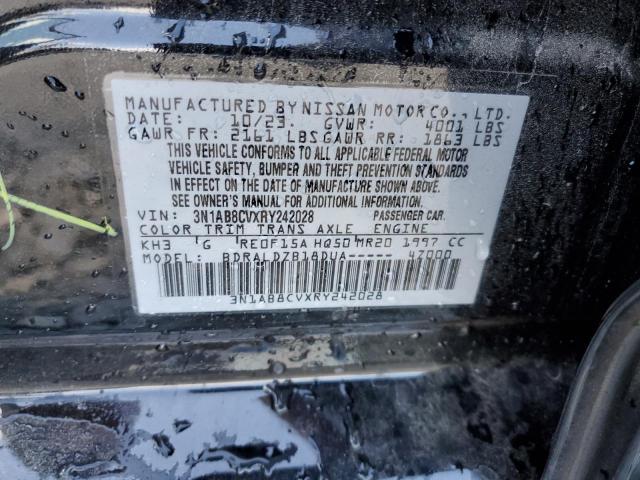 MANUFACTURED BY NISSAN MOTOR CO., LTD.
DATE: 10/23. GVWR: 4001 LBS
GAWR FR: 2161 LBS GAWR RR: 1863 LBS
THIS VEHICLE CONFORMS TO ALL APPLICABLE FEDERAL MOTOR
VEHICLE SAFETY, BUMPER AND THEFT PREVENTION STANDARDS
IN EFFECT ON THE DATE OF MANUFACTURE SHOWN ABOVE. FOR
ADDITIONAL INFORMATION, CONSULT OWNER'S MANUAL.
VIN: 3N1AB8CVXRY242028 PASSENGER CAR.
COLOR TRIM TRANS AXLE ENGINE
KH3 G RE0F15A HQ50 MR20 1997 CC
MODEL: BDRALDZB18DUA----- 4Z000
3N1AB8CVXRY242028